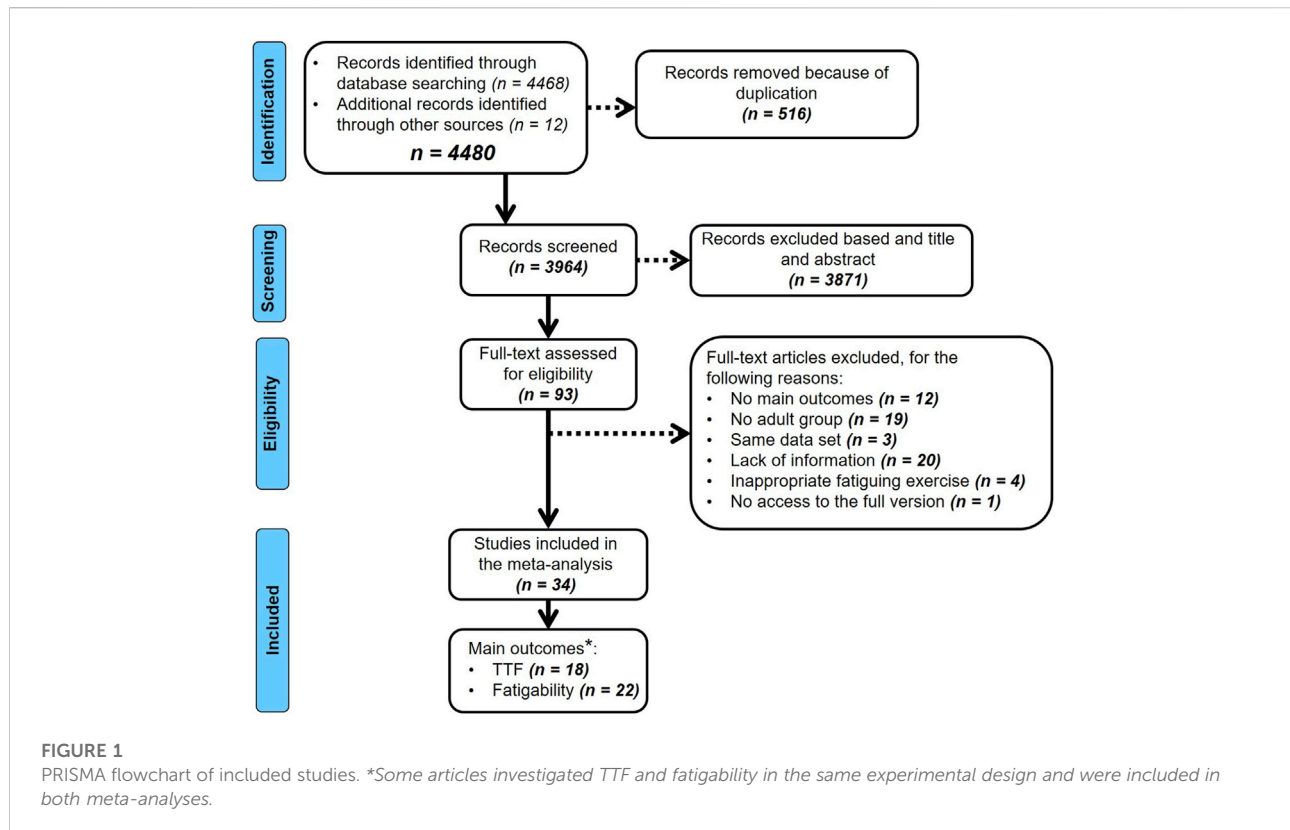 Identification
• Records identified through
database searching (n = 4468)
• Additional records identified
through other sources (n = 12)
n = 4480
Records removed because of
duplication
(n = 516)
Screening
Records screened
(n = 3964)
Records excluded based and title
and abstract
(n = 3871)
Eligibility
Full-text assessed
for eligibility
(n = 93)
Full-text articles excluded, for the
following reasons:
• No main outcomes (n = 12)
• No adult group (n = 19)
• Same data set (n = 3)
• Lack of information (n = 20)
• Inappropriate fatiguing exercise (n = 4)
• No access to the full version (n = 1)
Included
Studies included in
the meta-analysis
(n = 34)
Main outcomes*:
• TTF (n = 18)
• Fatigability (n = 22)
FIGURE 1
PRISMA flowchart of included studies. *Some articles investigated TTF and fatigability in the same experimental design and were included in
both meta-analyses.